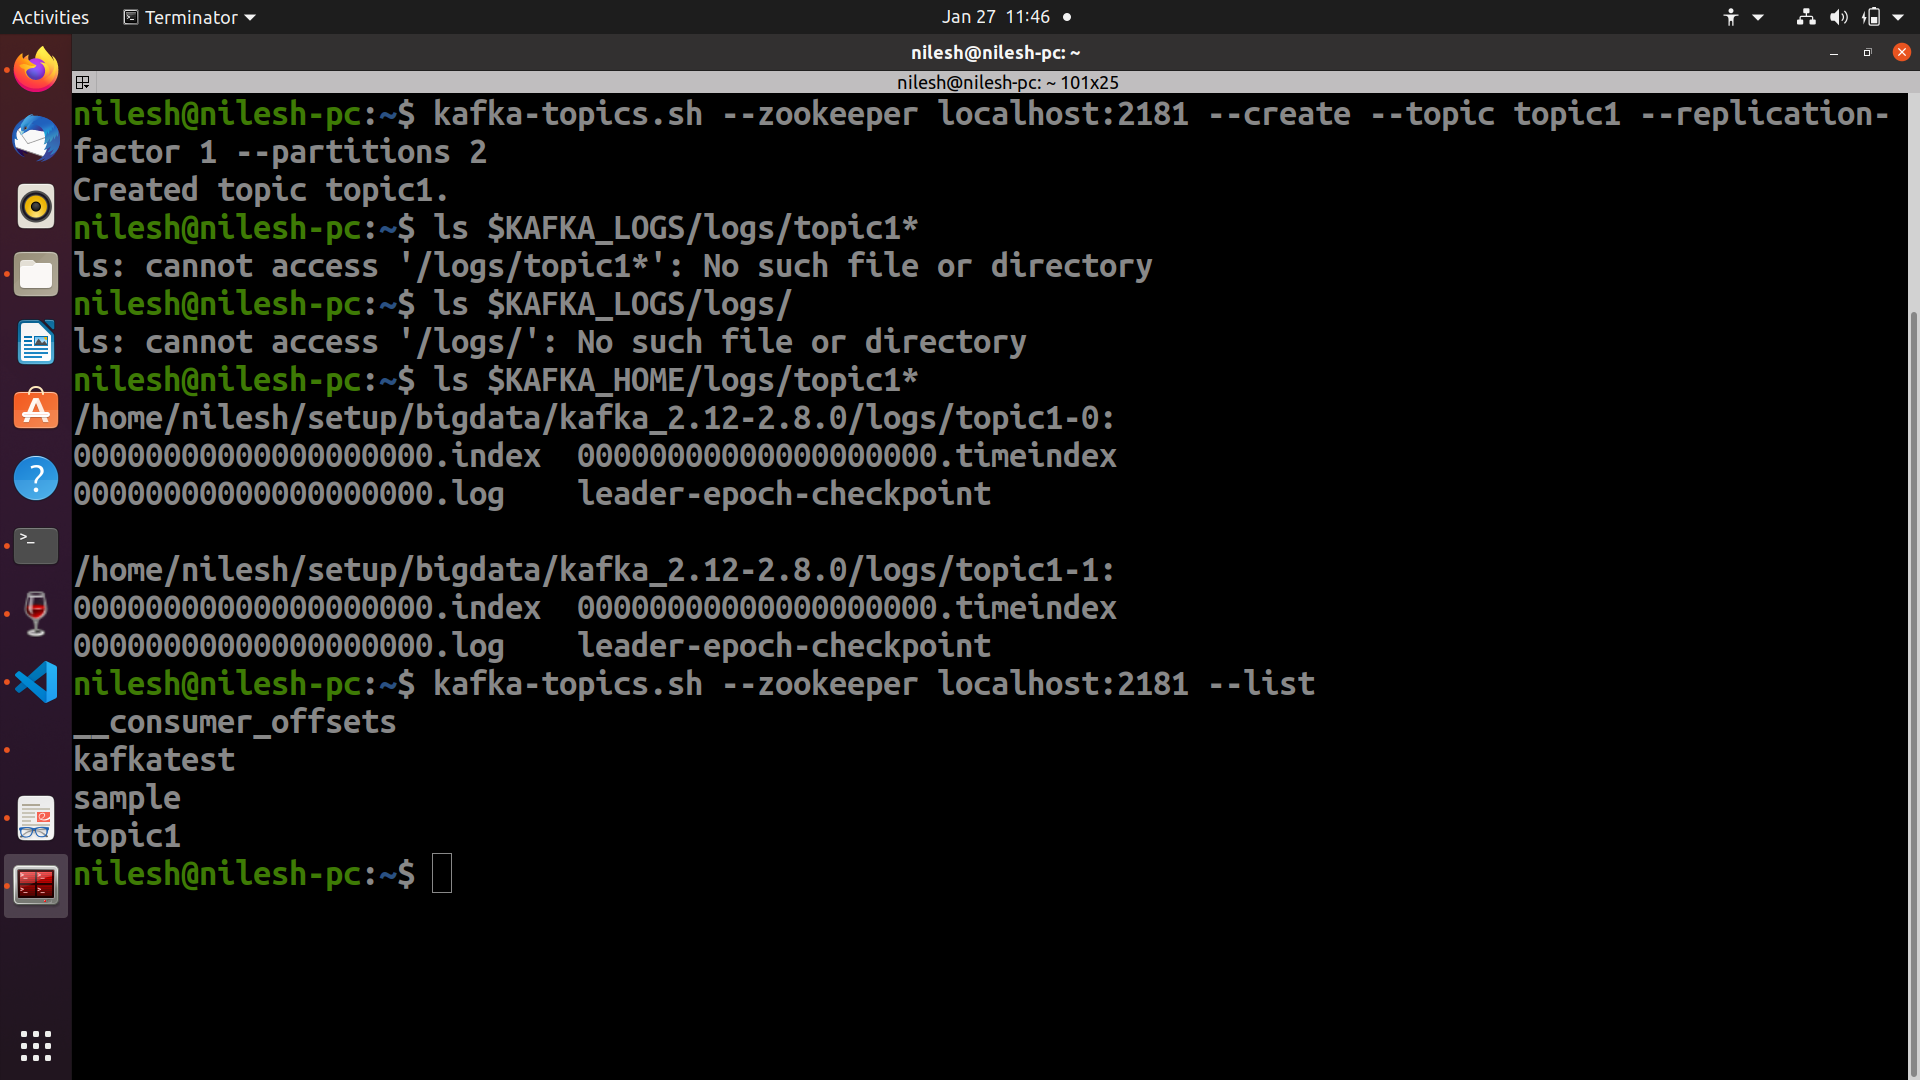 Activities Terminator Jan 27 11:46
nilesh@nilesh-pc: ~
nilesh@nilesh-pc: ~ 101x25
nilesh@nilesh-pc:~$ kafka-topics.sh --zookeeper localhost:2181 --create --topic topic1 --replication-
factor 1 --partitions 2
Created topic topic1.
nilesh@nilesh-pc:~$ ls $KAFKA_LOGS/logs/topic1*
ls: cannot access '/logs/topic1*': No such file or directory
nilesh@nilesh-pc:~$ ls $KAFKA_LOGS/logs/
ls: cannot access '/logs/': No such file or directory
nilesh@nilesh-pc:~$ ls $KAFKA_HOME/logs/topic1*
/home/nilesh/setup/bigdata/kafka_2.12-2.8.0/logs/topic1-0:
00000000000000000000.index  00000000000000000000.timeindex
00000000000000000000.log    leader-epoch-checkpoint
/home/nilesh/setup/bigdata/kafka_2.12-2.8.0/logs/topic1-1:
00000000000000000000.index  00000000000000000000.timeindex
00000000000000000000.log    leader-epoch-checkpoint
nilesh@nilesh-pc:~$ kafka-topics.sh --zookeeper localhost:2181 --list
__consumer_offsets
kafkatest
sample
topic1
nilesh@nilesh-pc:~$